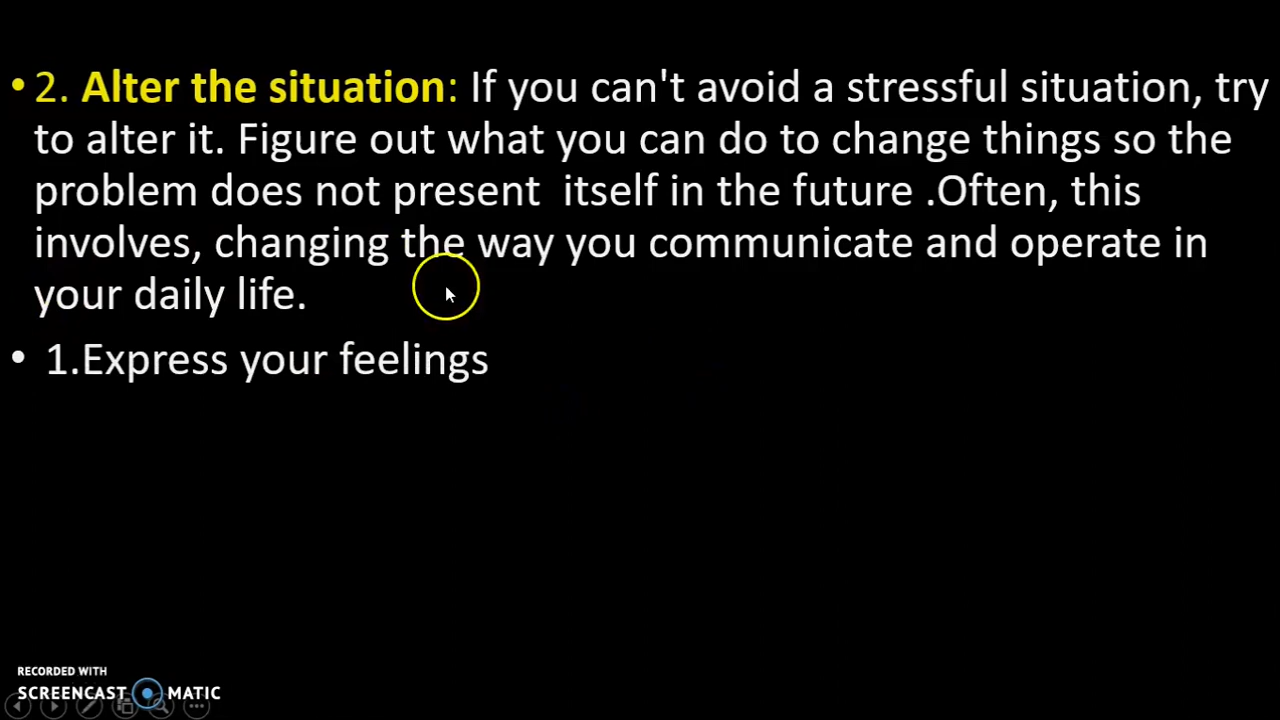 • 2. Alter the situation: If you can't avoid a stressful situation, try
to alter it. Figure out what you can do to change things so the
problem does not present  itself in the future .Often, this
involves, changing the way you communicate and operate in
your daily life.
• 1.Express your feelings
RECORDED WITH
SCREENCAST MATIC